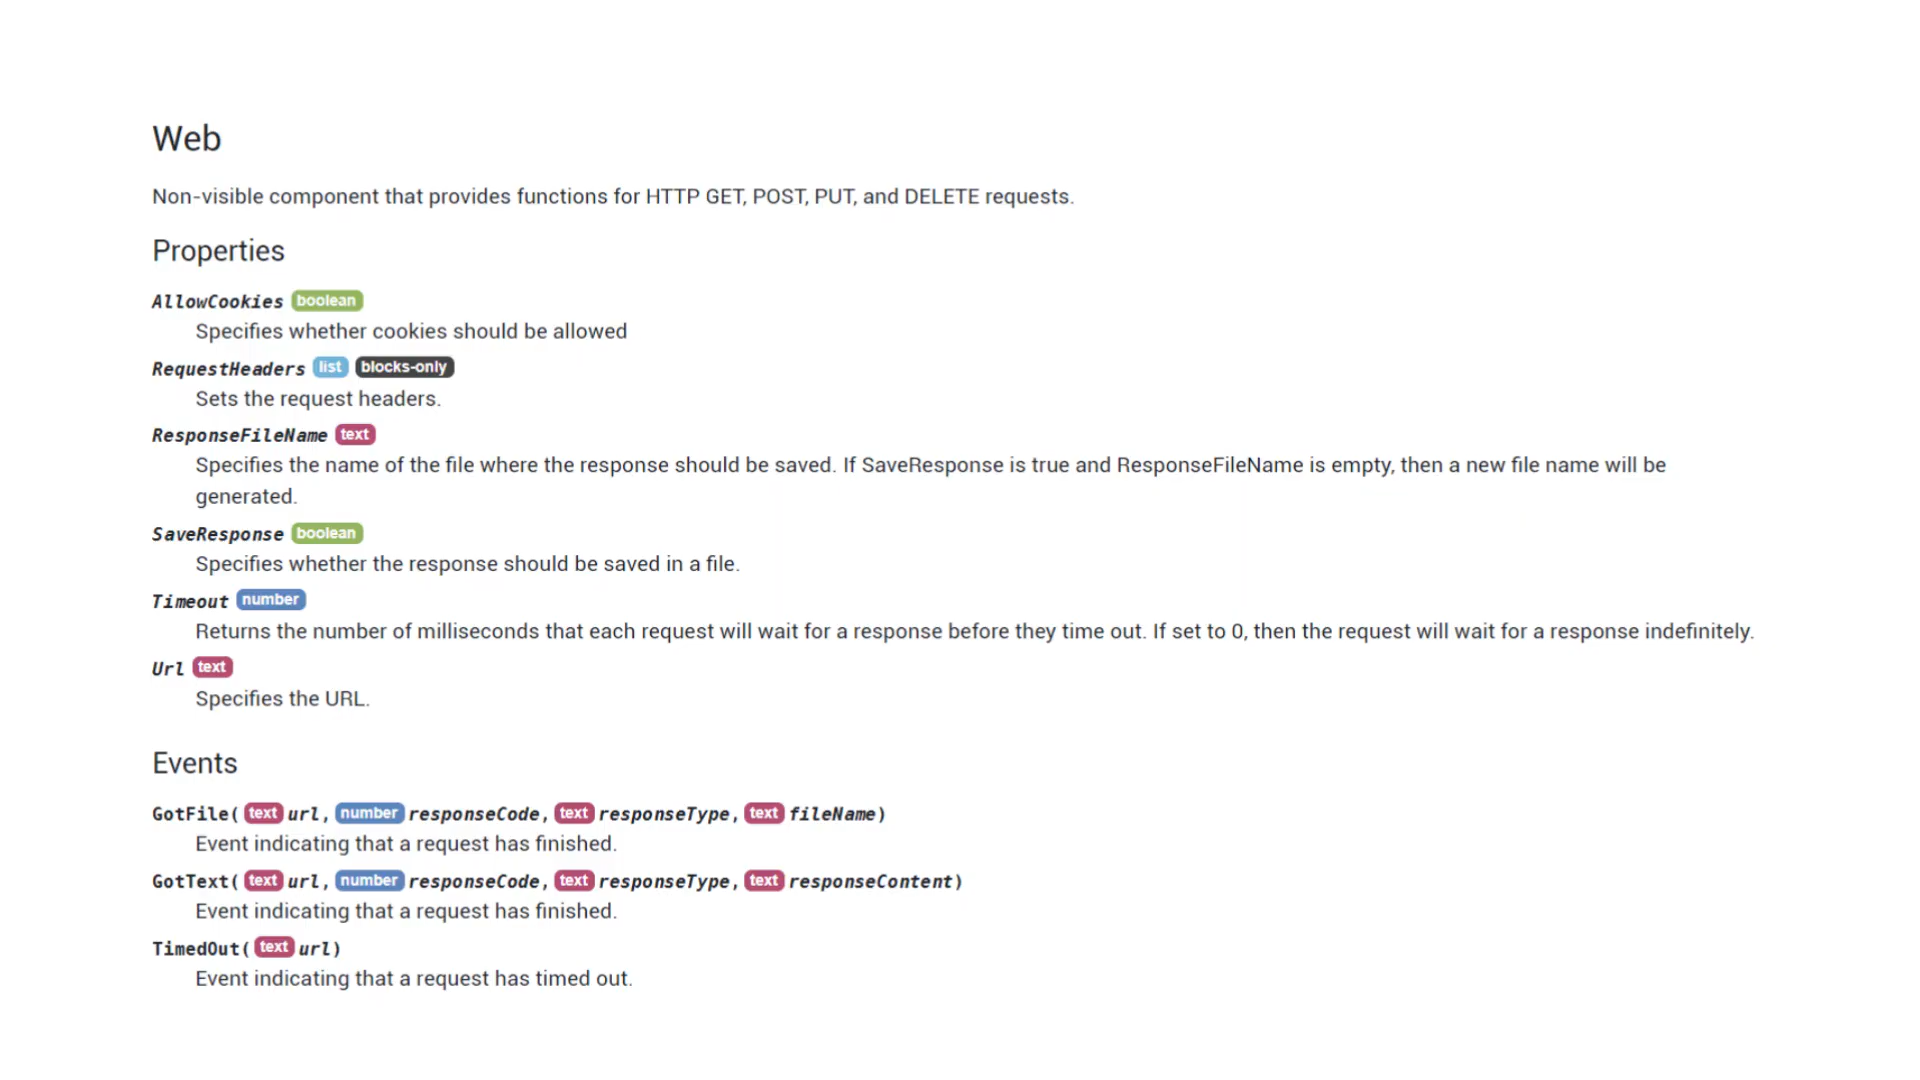 Web
Non-visible component that provides functions for HTTP GET, POST, PUT, and DELETE requests.
Properties
AllowCookies boolean
Specifies whether cookies should be allowed
RequestHeaders list blocks-only
Sets the request headers.
ResponseFileName text
Specifies the name of the file where the response should be saved. If SaveResponse is true and ResponseFileName is empty, then a new file name will be
generated.
SaveResponse boolean
Specifies whether the response should be saved in a file.
Timeout number
Returns the number of milliseconds that each request will wait for a response before they time out. If set to 0, then the request will wait for a response indefinitely.
Url text
Specifies the URL.
Events
GotFile( text url, number responseCode, text responseType, text fileName)
Event indicating that a request has finished.
GotText( text url, number responseCode, text responseType, text responseContent)
Event indicating that a request has finished.
TimedOut( text url)
Event indicating that a request has timed out.